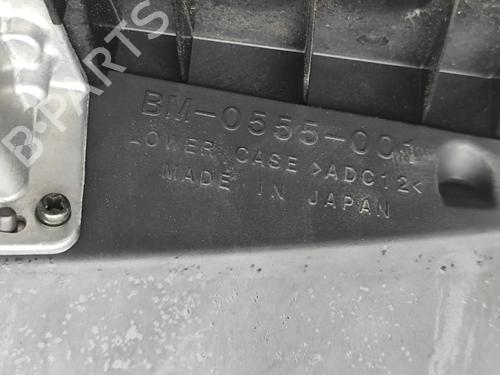 B-PARTS
BM-0555-001
LOWER CASE >ADC12<
MADE IN JAPAN